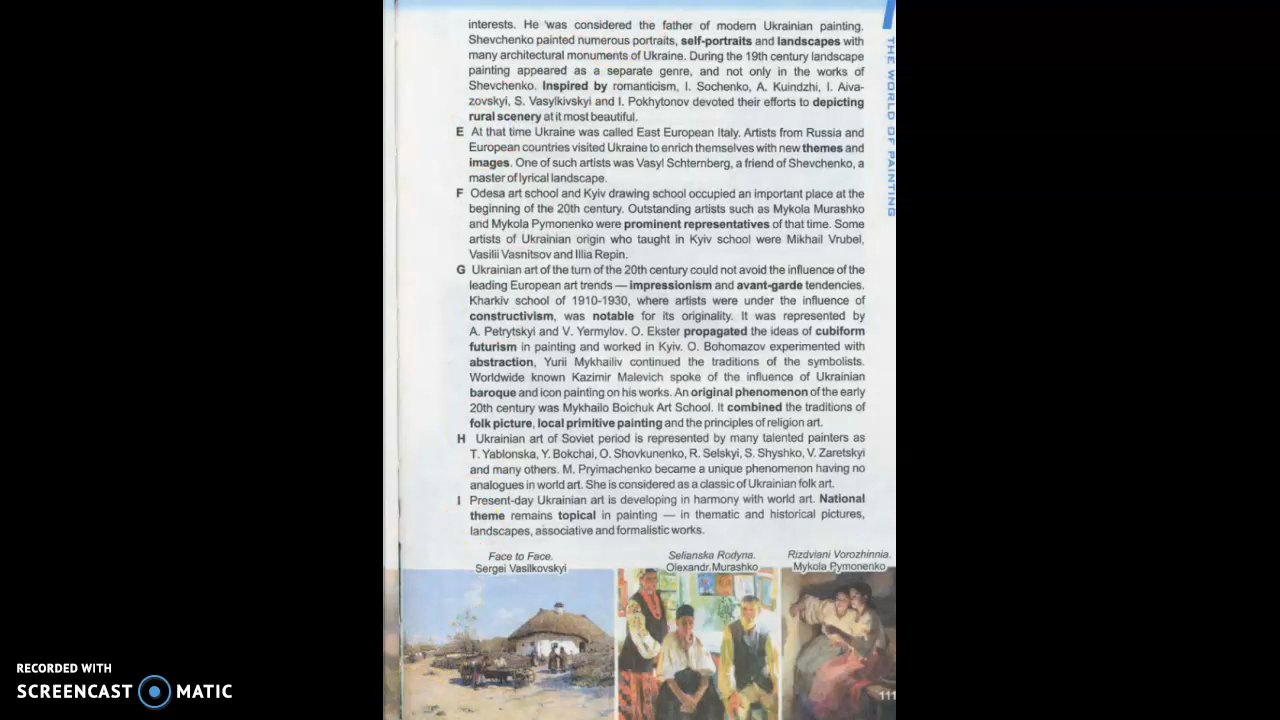 interests. He was considered the father of modern Ukrainian painting.
Shevchenko painted numerous portraits, self-portraits and landscapes with
many architectural monuments of Ukraine. During the 19th century landscape
painting appeared as a separate genre, and not only in the works of
Shevchenko. Inspired by romanticism, I. Sochenko, A. Kuindzhi, I. Aiva-
zovskyi, S. Vasylkivskyi and I. Pokhytonov devoted their efforts to depicting
rural scenery at it most beautiful.
E At that time Ukraine was called East European Italy. Artists from Russia and
European countries visited Ukraine to enrich themselves with new themes and
images. One of such artists was Vasyl Schternberg, a friend of Shevchenko, a
master of lyrical landscape.
F Odesa art school and Kyiv drawing school occupied an important place at the
beginning of the 20th century. Outstanding artists such as Mykola Murashko
and Mykola Pymonenko were prominent representatives of that time. Some
artists of Ukrainian origin who taught in Kyiv school were Mikhail Vrubel,
Vasilii Vasnitsov and Illia Repin.
G Ukrainian art of the turn of the 20th century could not avoid the influence of the
leading European art trends — impressionism and avant-garde tendencies.
Kharkiv school of 1910-1930, where artists were under the influence of
constructivism, was notable for its originality. It was represented by
A. Petrytskyi and V. Yermylov. O. Ekster propagated the ideas of cubiform
futurism in painting and worked in Kyiv. O. Bohomazov experimented with
abstraction, Yurii Mykhailiv continued the traditions of the symbolists.
Worldwide known Kazimir Malevich spoke of the influence of Ukrainian
baroque and icon painting on his works. An original phenomenon of the early
20th century was Mykhailo Boichuk Art School. It combined the traditions of
folk picture, local primitive painting and the principles of religion art.
H Ukrainian art of Soviet period is represented by many talented painters as
T. Yablonska, Y. Bokchai, O. Shovkunenko, R. Selskyi, S. Shyshko, V. Zaretskyi
and many others. M. Pryimachenko became a unique phenomenon having no
analogues in world art. She is considered as a classic of Ukrainian folk art.
I Present-day Ukrainian art is developing in harmony with world art. National
theme remains topical in painting — in thematic and historical pictures,
landscapes, associative and formalistic works.
Face to Face.
Sergei Vasilkovskyi
Selianska Rodyna.
Olexandr Murashko
Rizdviani Vorozhinnia.
Mykola Pymonenko
111
THE WORLD OF PAINTING
RECORDED WITH
SCREENCAST MATIC